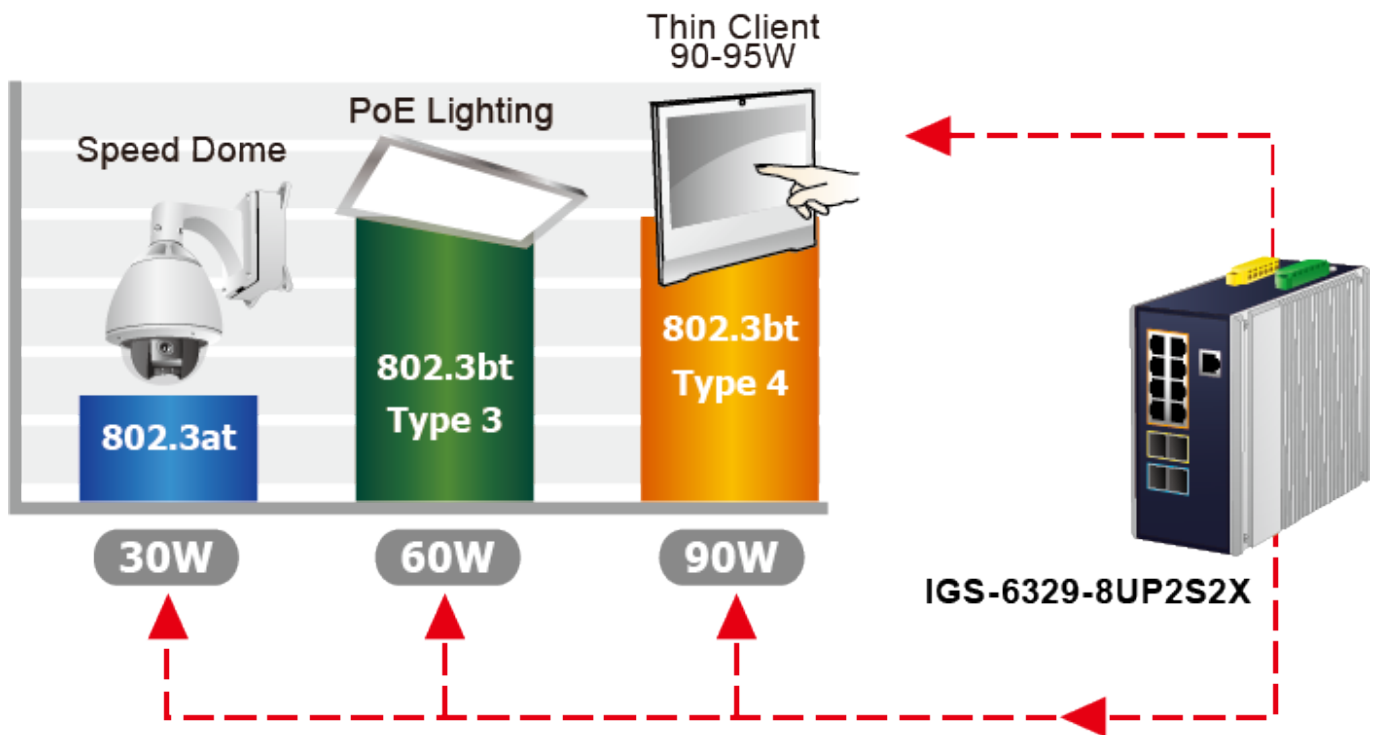 Thin Client
90-95W
PoE Lighting
Speed Dome
802.3bt
Type 4
802.3bt
Type 3
802.3at
30W
60W
90W
IGS-6329-8UP2S2X